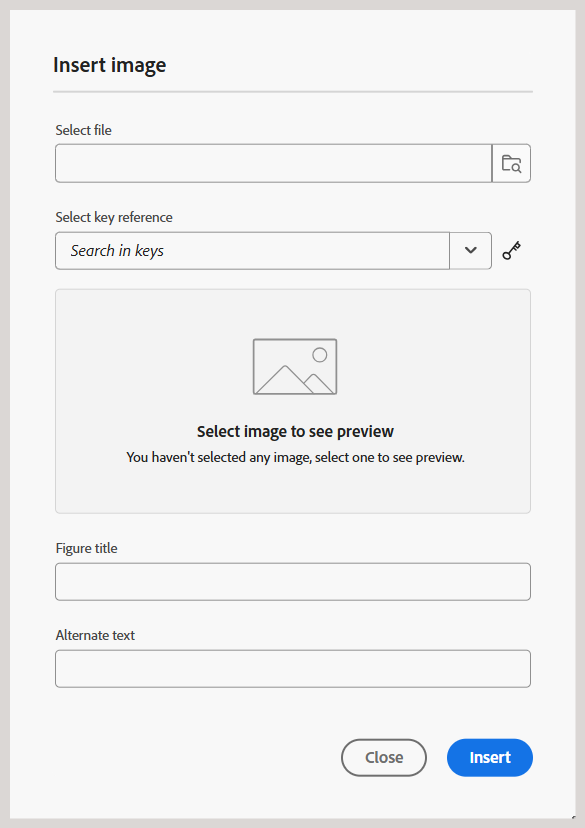 Insert image
Select file
Select key reference
Search in keys
Select image to see preview
You haven't selected any image, select one to see preview.
Figure title
Alternate text
Close Insert